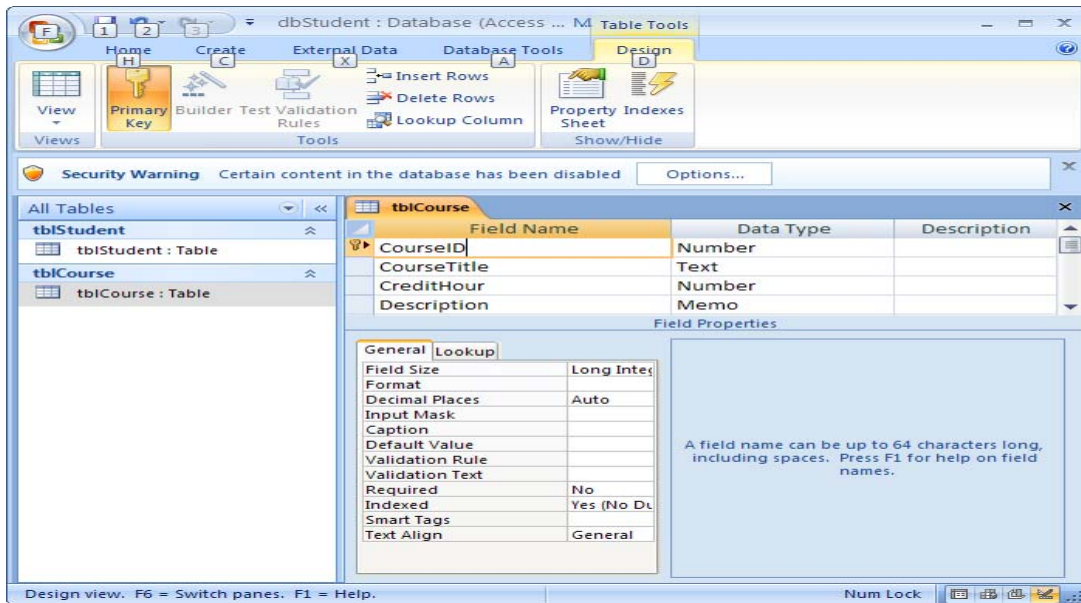 F 1 2 3 dbStudent : Database (Access ... M Table Tools
Home Create External Data Database Tools Design
H C X A D
View Primary Key Builder Test Validation Rules Insert Rows Delete Rows Lookup Column Property Sheet Indexes
Views Tools Show/Hide
Security Warning Certain content in the database has been disabled Options...
All Tables
tblStudent
tblStudent : Table
tblCourse
tblCourse : Table
tblCourse
Field Name Data Type Description
CourseID Number
CourseTitle Text
CreditHour Number
Description Memo
Field Properties
General Lookup
Field Size Long Integ
Format
Decimal Places Auto
Input Mask
Caption
Default Value
Validation Rule
Validation Text
Required No
Indexed Yes (No Du
Smart Tags
Text Align General
A field name can be up to 64 characters long,
including spaces. Press F1 for help on field
names.
Design view. F6 = Switch panes. F1 = Help. Num Lock